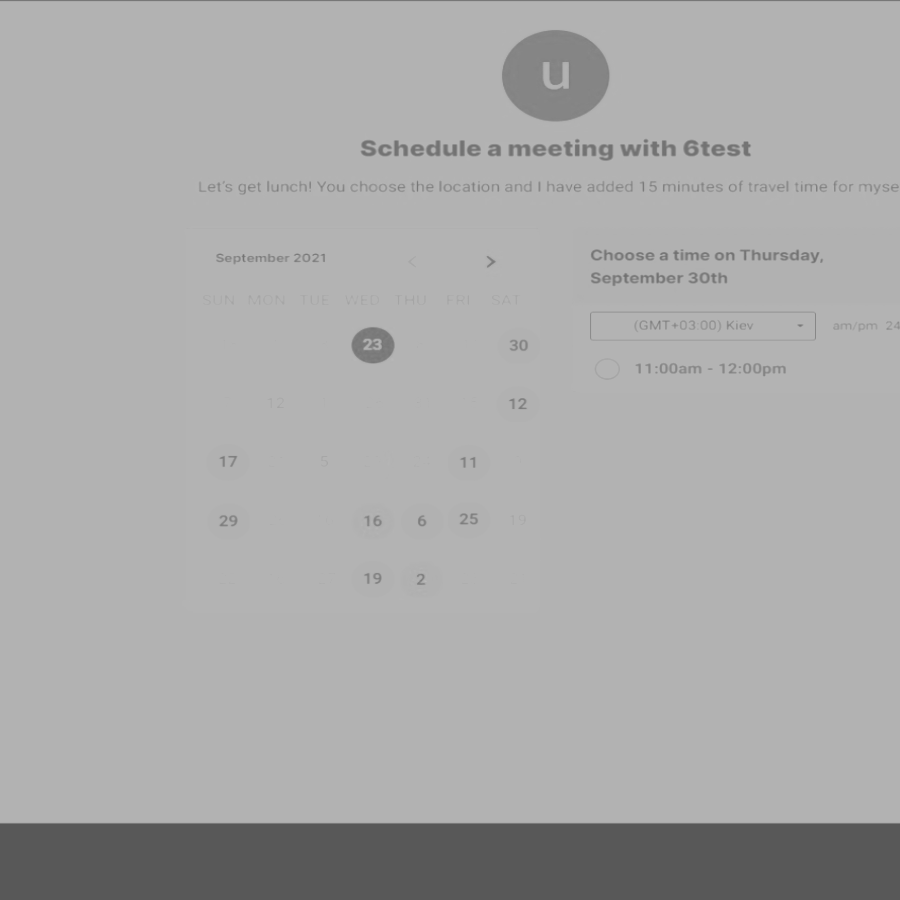 u
Schedule a meeting with 6test
Let's get lunch! You choose the location and I have added 15 minutes of travel time for myse
September 2021 < >
SUN MON TUE WED THU FRI SAT
23 30
12 12
17 5 11
29 16 6 25 19
19 2
Choose a time on Thursday,
September 30th
(GMT+03:00) Kiev am/pm 24
11:00am - 12:00pm